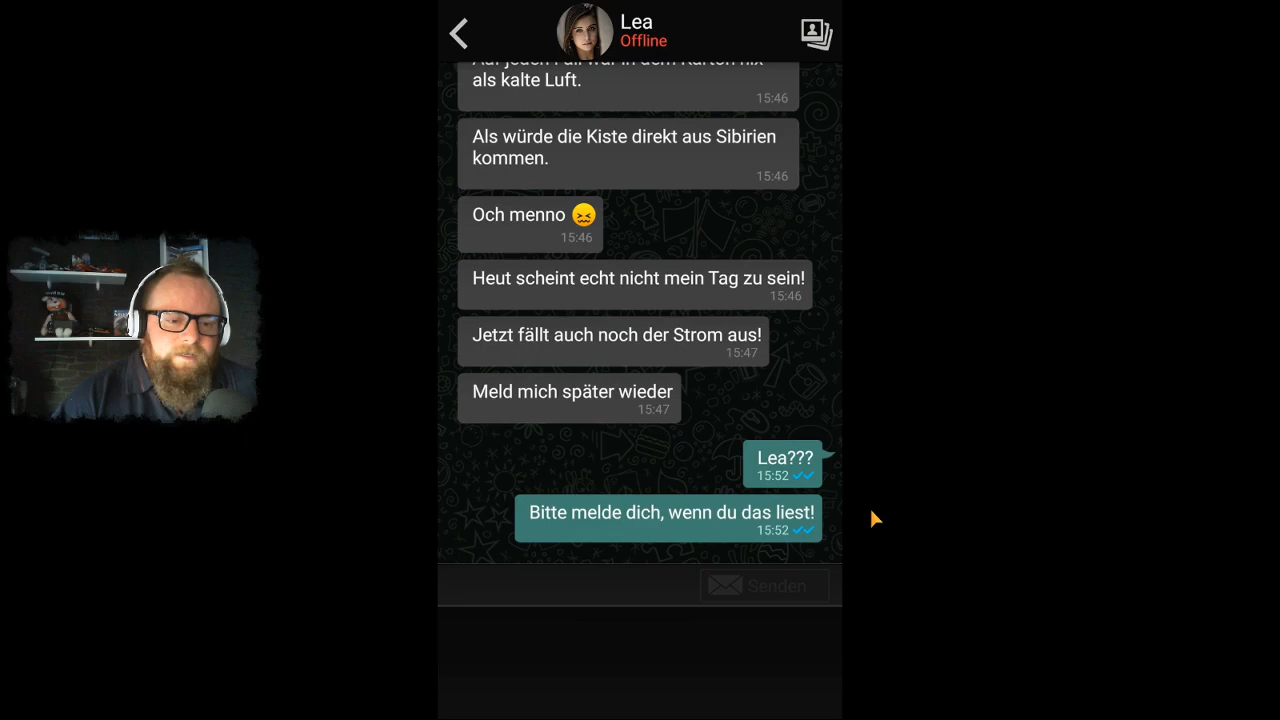 Lea
Offline
als kalte Luft.
15:46
Als würde die Kiste direkt aus Sibirien
kommen.
15:46
Och menno 😖
15:46
Heut scheint echt nicht mein Tag zu sein!
15:46
Jetzt fällt auch noch der Strom aus!
15:47
Meld mich später wieder
15:47
Lea???
15:52
Bitte melde dich, wenn du das liest!
15:52
Senden